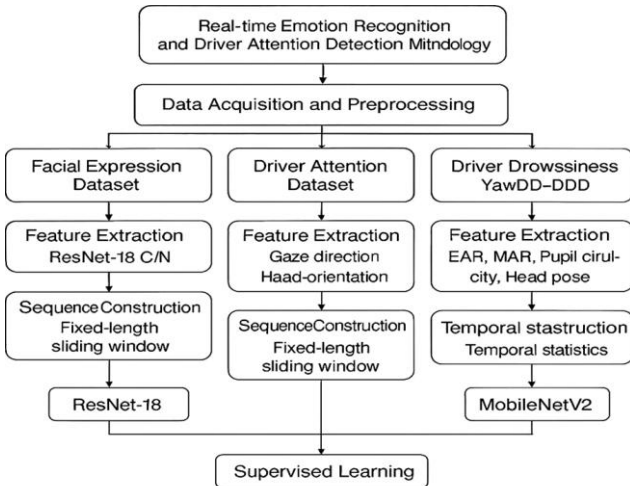 Real-time Emotion Recognition
and Driver Attention Detection Mitndology
Data Acquisition and Preprocessing
Facial Expression
Dataset
Feature Extraction
ResNet-18 C/N
SequenceConstruction
Fixed-length
sliding window
ResNet-18
Driver Attention
Dataset
Feature Extraction
Gaze direction
Haad-orientation
SequenceConstruction
Fixed-length
sliding window
Driver Drowssiness
YawDD–DDD
Feature Extraction
EAR, MAR, Pupil cirul-
city, Head pose
Temporal stastruction
Temporal statistics
MobileNetV2
Supervised Learning